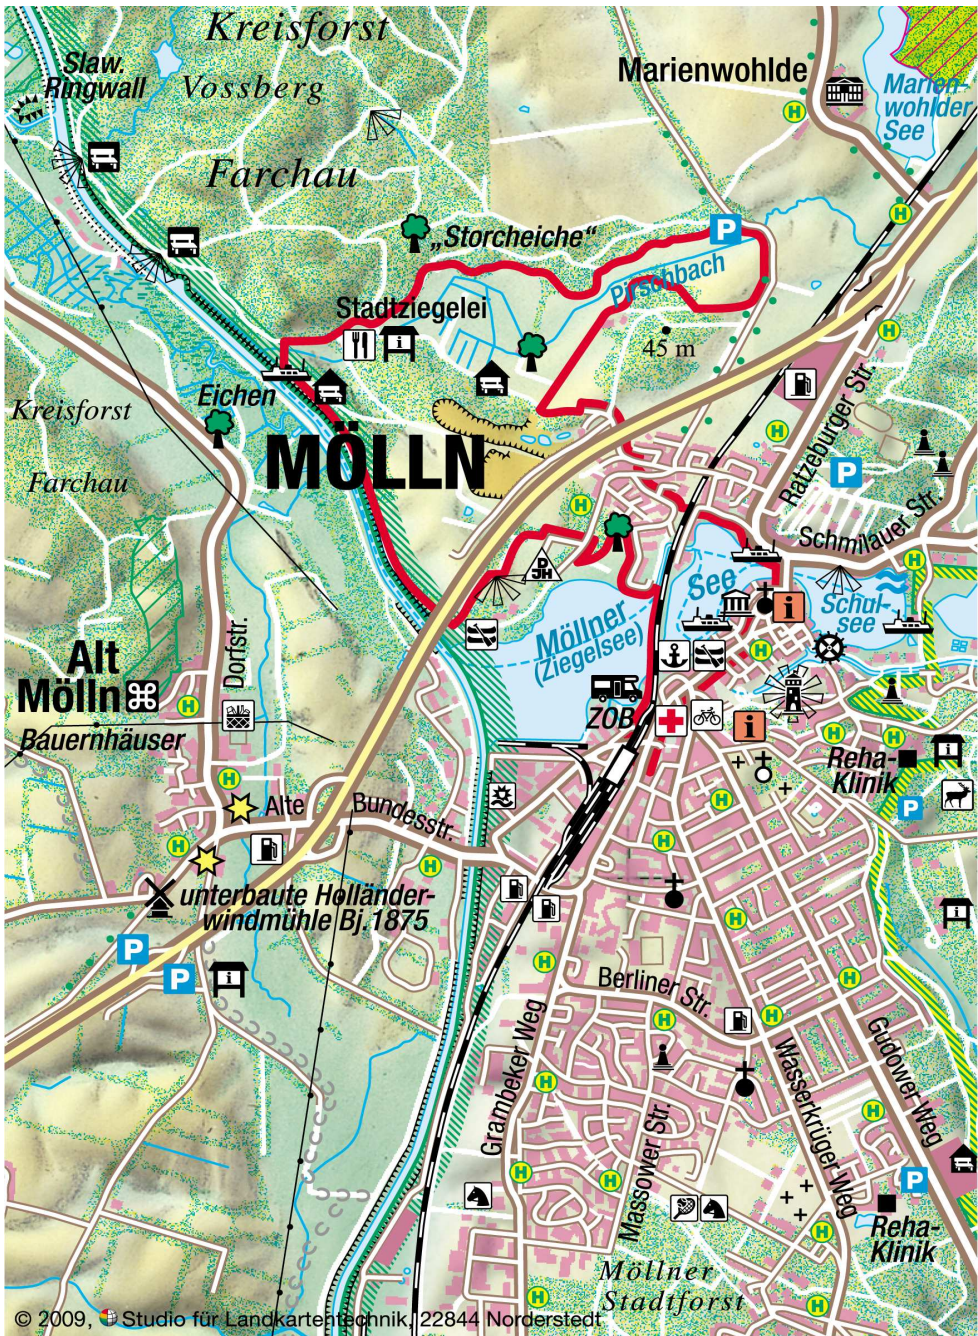 Kreisforst
Slaw.
Ringwall
Vossberg
Farchau
Marienwohlde
Marien-
wohlder
See
H
H
„Storcheiche“
P
Pirschbach
Stadtziegelei
i
45 m
H
Eichen
Kreisforst
Farchau
MÖLLN
H
Ratzeburger Str.
P
Schmilauer Str.
H
H
D
JH
Möllner
(Ziegelsee)
See
i
Schul-
see
H
Alt
Mölln
Bauernhäuser
Dorfstr.
H
ZOB
i
H
H
Reha-
Klinik
i
P
H
Alte
Bundesstr.
H
H
H
H
unterbaute Holländer-
windmühle Bj. 1875
H
i
P
P
i
H
H
Berliner Str.
H
H
Grambeker Weg
Wasserkrüger Weg
Gudower Weg
H
H
Massower Str.
H
H
P
Reha-
Klinik
H
Möllner
Stadtforst
H
H
© 2009, Studio für Landkartentechnik, 22844 Norderstedt